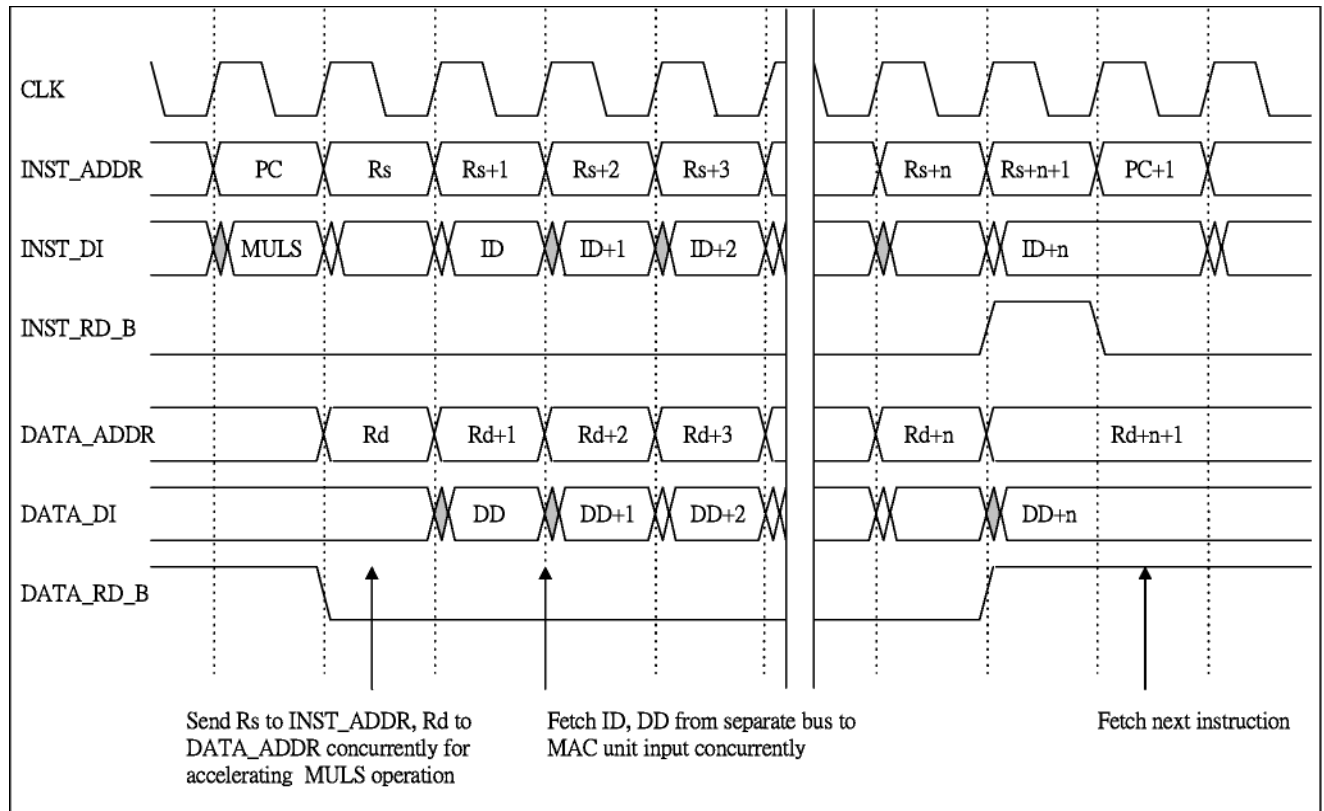 CLK
INST_ADDR PC Rs Rs+1 Rs+2 Rs+3 Rs+n Rs+n+1 PC+1
INST_DI MULS ID ID+1 ID+2 ID+n
INST_RD_B
DATA_ADDR Rd Rd+1 Rd+2 Rd+3 Rd+n Rd+n+1
DATA_DI DD DD+1 DD+2 DD+n
DATA_RD_B
Send Rs to INST_ADDR, Rd to
DATA_ADDR concurrently for
accelerating MULS operation
Fetch ID, DD from separate bus to
MAC unit input concurrently
Fetch next instruction